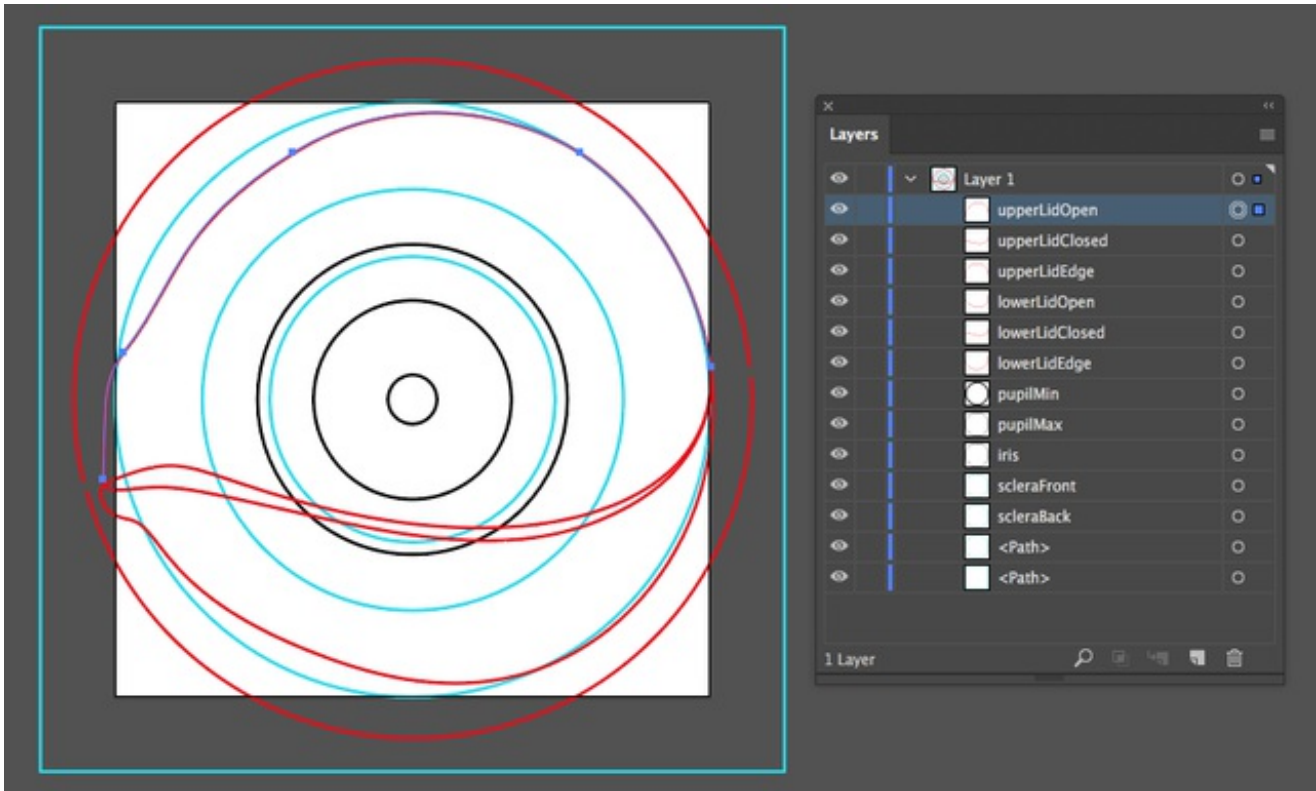 Layers
Layer 1
upperLidOpen
upperLidClosed
upperLidEdge
lowerLidOpen
lowerLidClosed
lowerLidEdge
pupilMin
pupilMax
iris
scleraFront
scleraBack
<Path>
<Path>
1 Layer